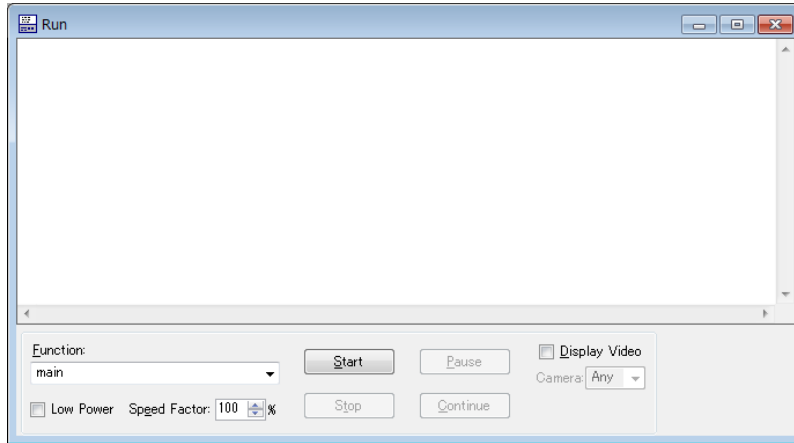 Run
Function:
main
Start
Pause
Display Video
Camera: Any
Low Power Speed Factor: 100 %
Stop
Continue